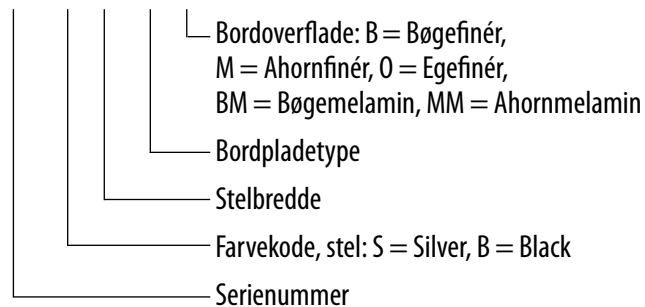 Bordoverflade: B = Bøgefinér,
M = Ahornfinér, O = Egefinér,
BM = Bøgemelamin, MM = Ahornmelamin
Bordpladetype
Stelbredde
Farvekode, stel: S = Silver, B = Black
Serienummer